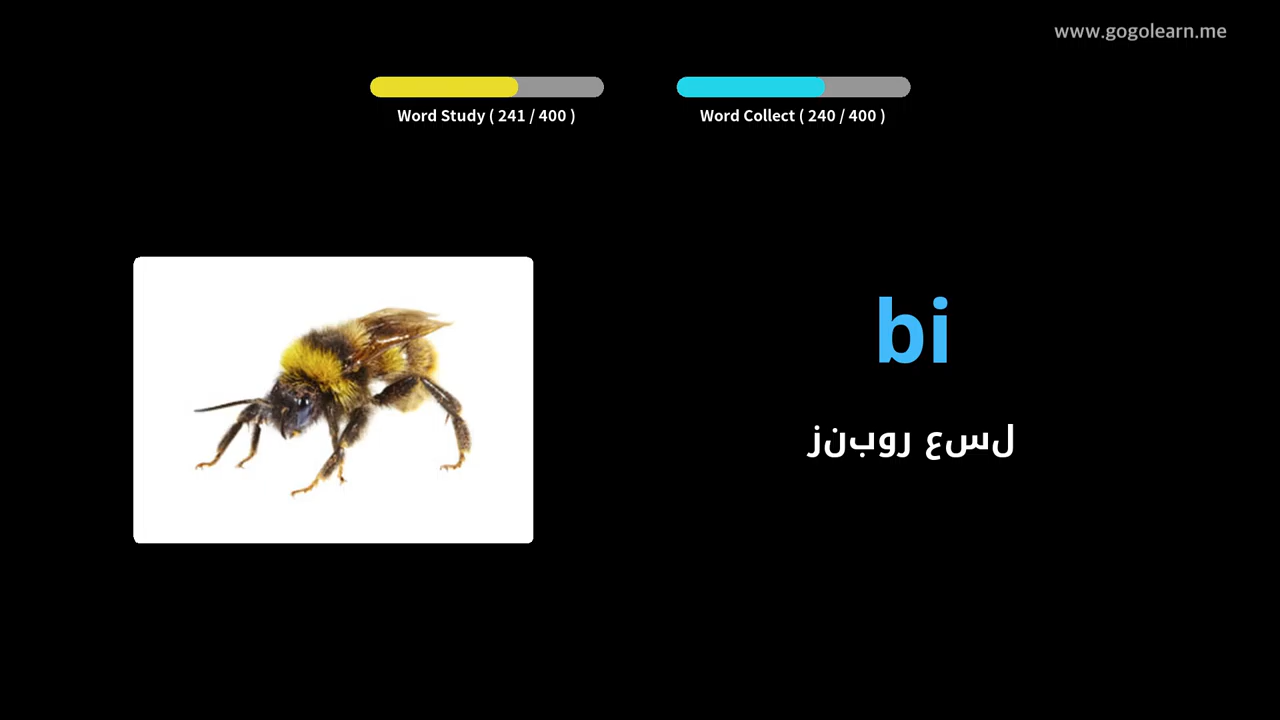 www.gogolearn.me
Word Study ( 241 / 400 )
Word Collect ( 240 / 400 )
bi
زنبور عسل